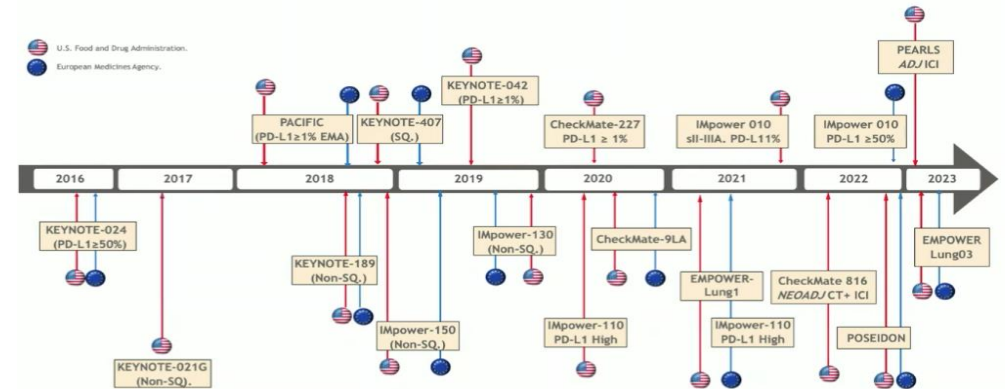 U.S. Food and Drug Administration.
European Medicines Agency.
PEARLS
ADJ ICI
KEYNOTE-042
(PD-L1≥1%)
PACIFIC
(PD-L1≥1% EMA)
KEYNOTE-407
(SQ.)
CheckMate-227
PD-L1 ≥ 1%
IMpower 010
sII-IIIA. PD-L11%
IMpower 010
PD-L1 ≥50%
2016
2017
2018
2019
2020
2021
2022
2023
KEYNOTE-024
(PD-L1≥50%)
KEYNOTE-189
(Non-SQ.)
IMpower-130
(Non-SQ.)
CheckMate-9LA
EMPOWER-
Lung1
CheckMate 816
NEOADJ CT+ ICI
EMPOWER
Lung03
IMpower-150
(Non-SQ.)
IMpower-110
PD-L1 High
IMpower-110
PD-L1 High
POSEIDON
KEYNOTE-021G
(Non-SQ).